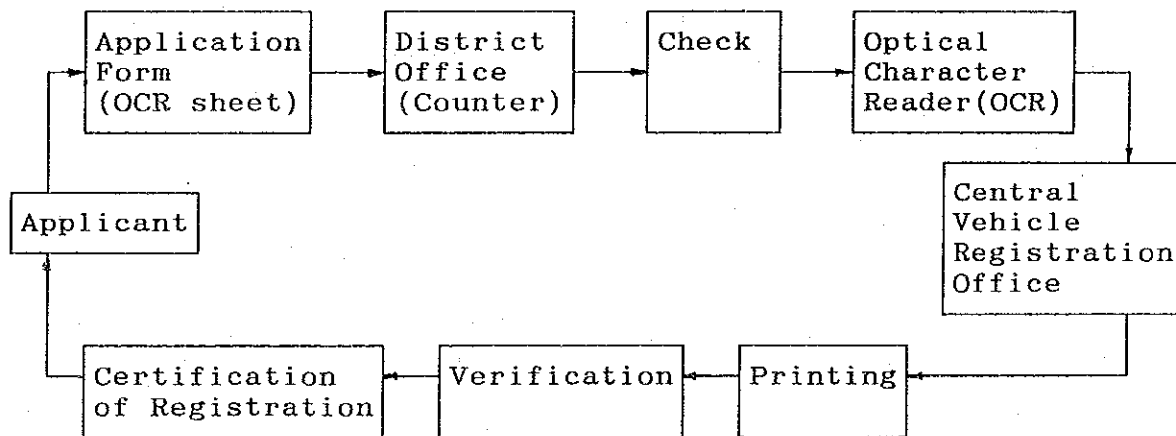 Application
Form
(OCR sheet)
District
Office
(Counter)
Check
Optical
Character
Reader(OCR)
Central
Vehicle
Registration
Office
Printing
Verification
Certification
of Registration
Applicant